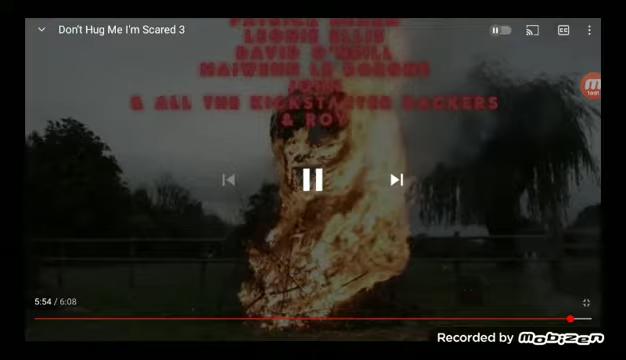 Don't Hug Me I'm Scared 3
LEONIE ELLIS
DAVID O'NEILL
MAIWENN LE BORGNE
& ALL THE KICKSTARTER BACKERS
& ROY
5:54 / 6:08
Recorded by Mobizen